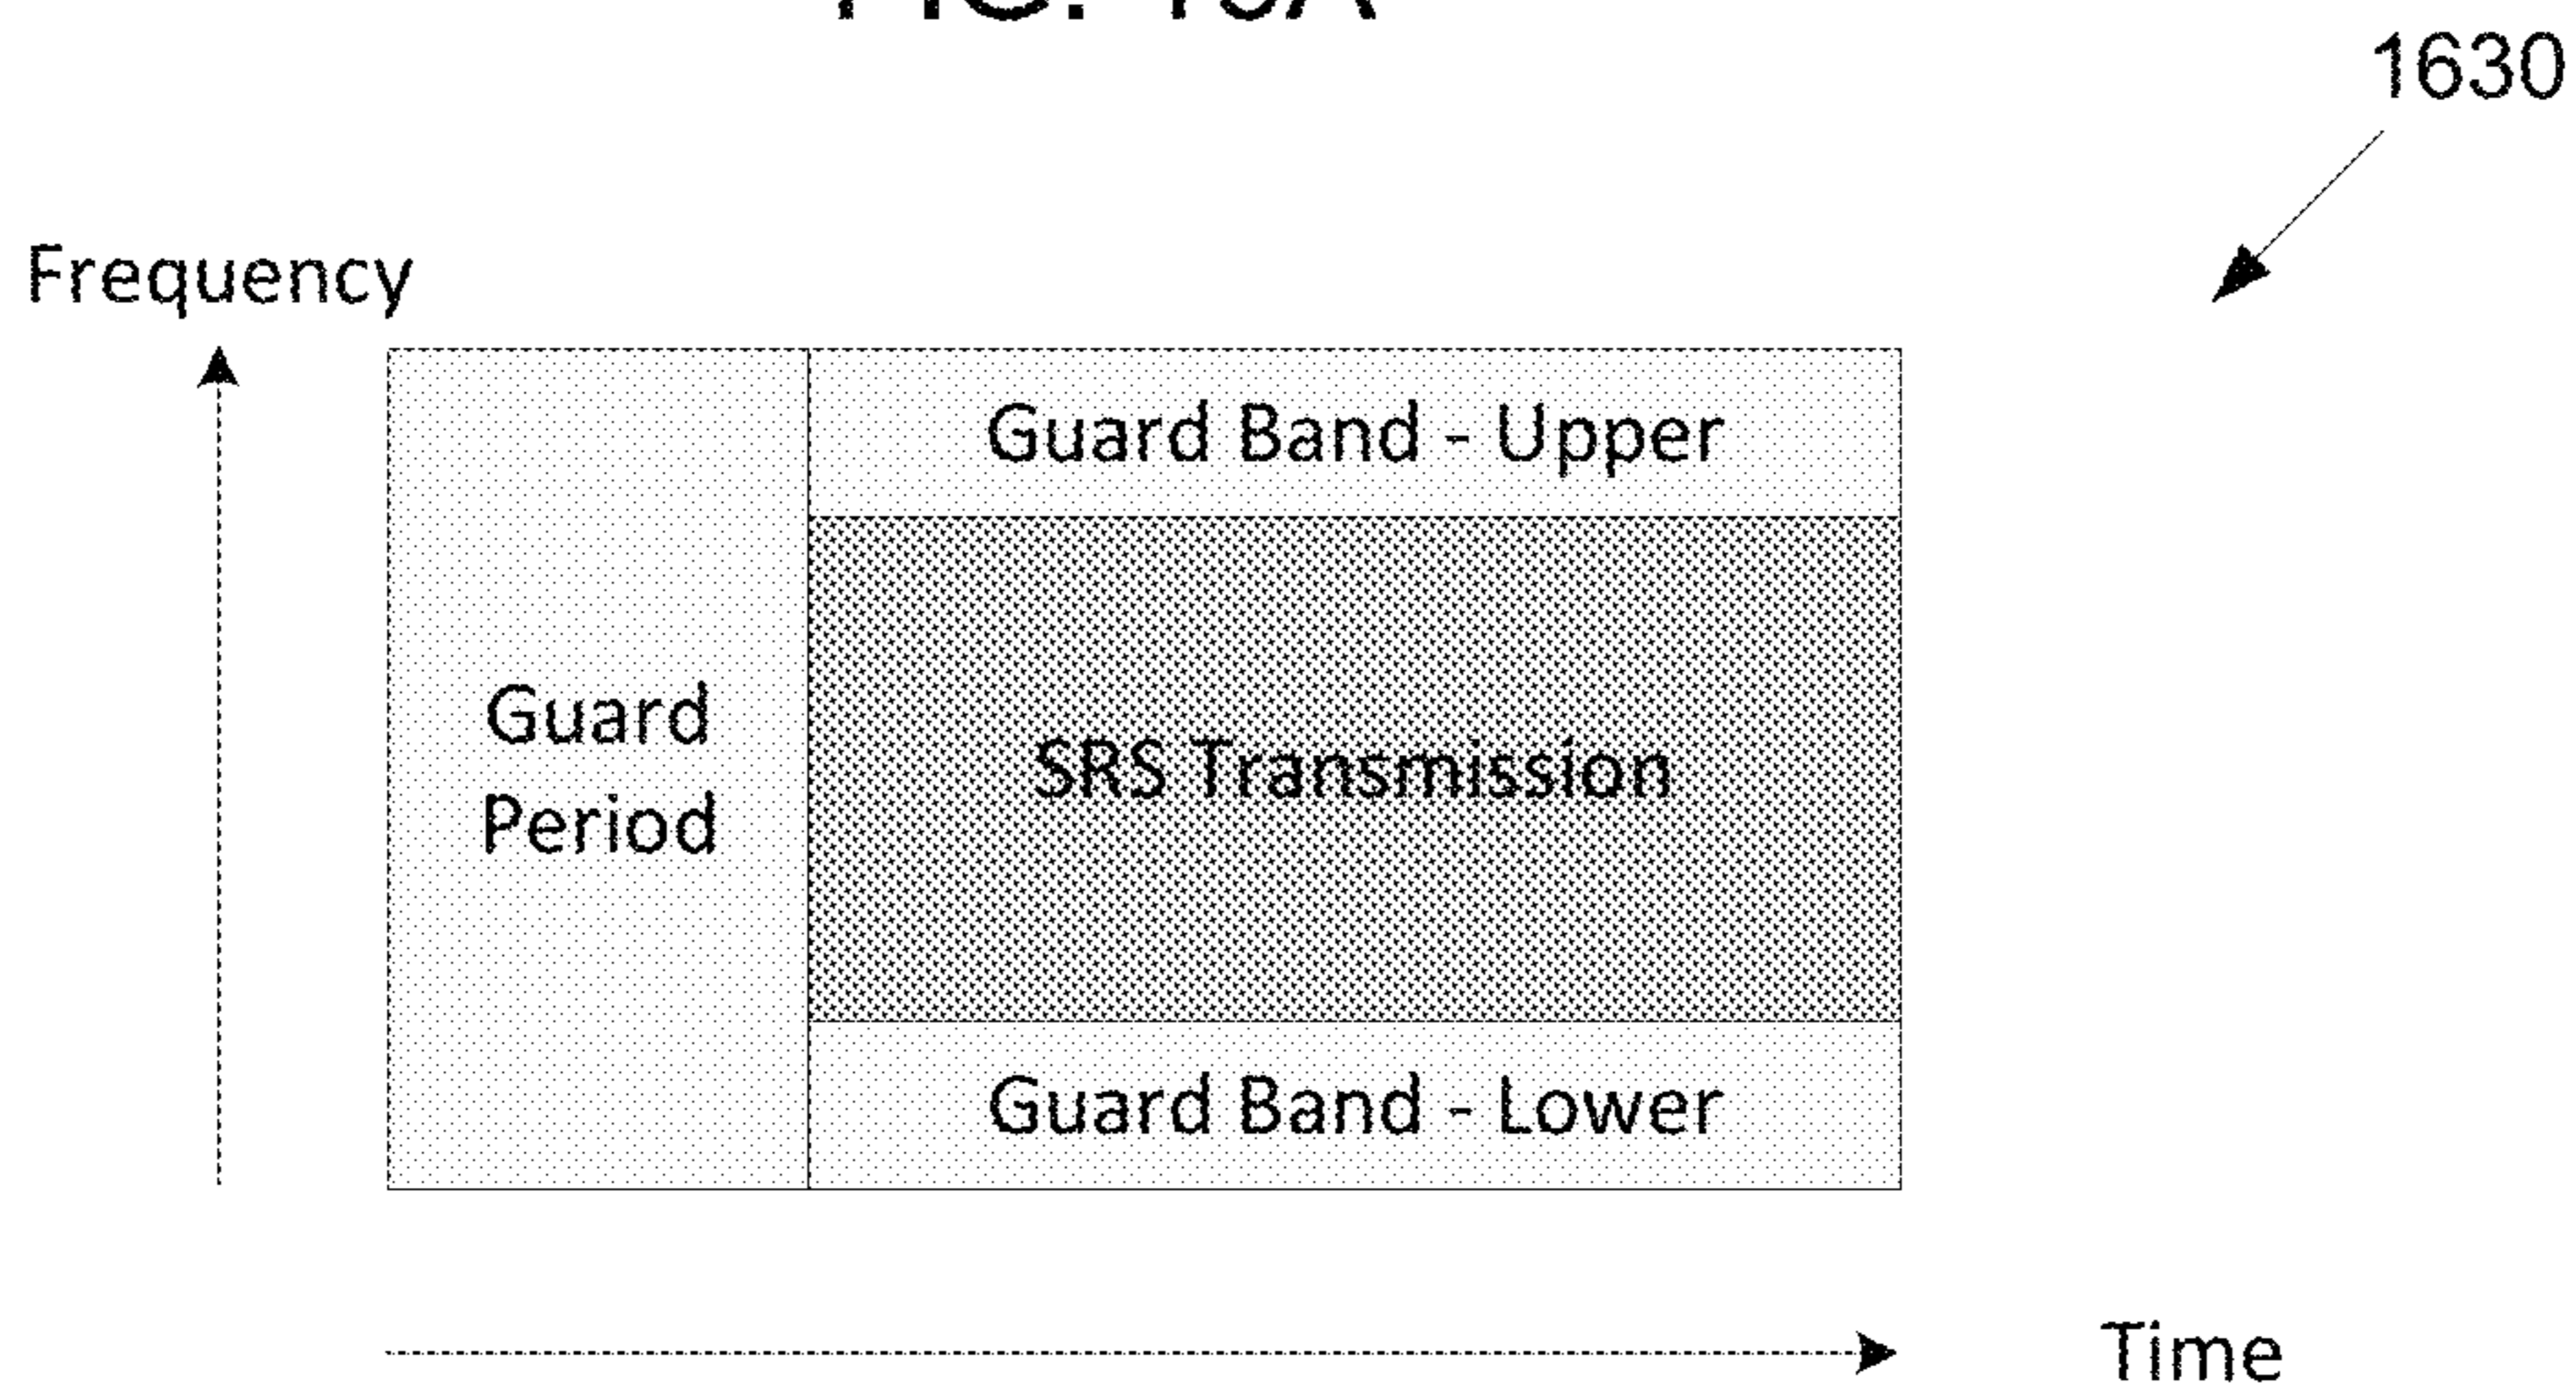 1630
Frequency
Guard Band - Upper
Guard
Period
SRS Transmission
Guard Band - Lower
Time